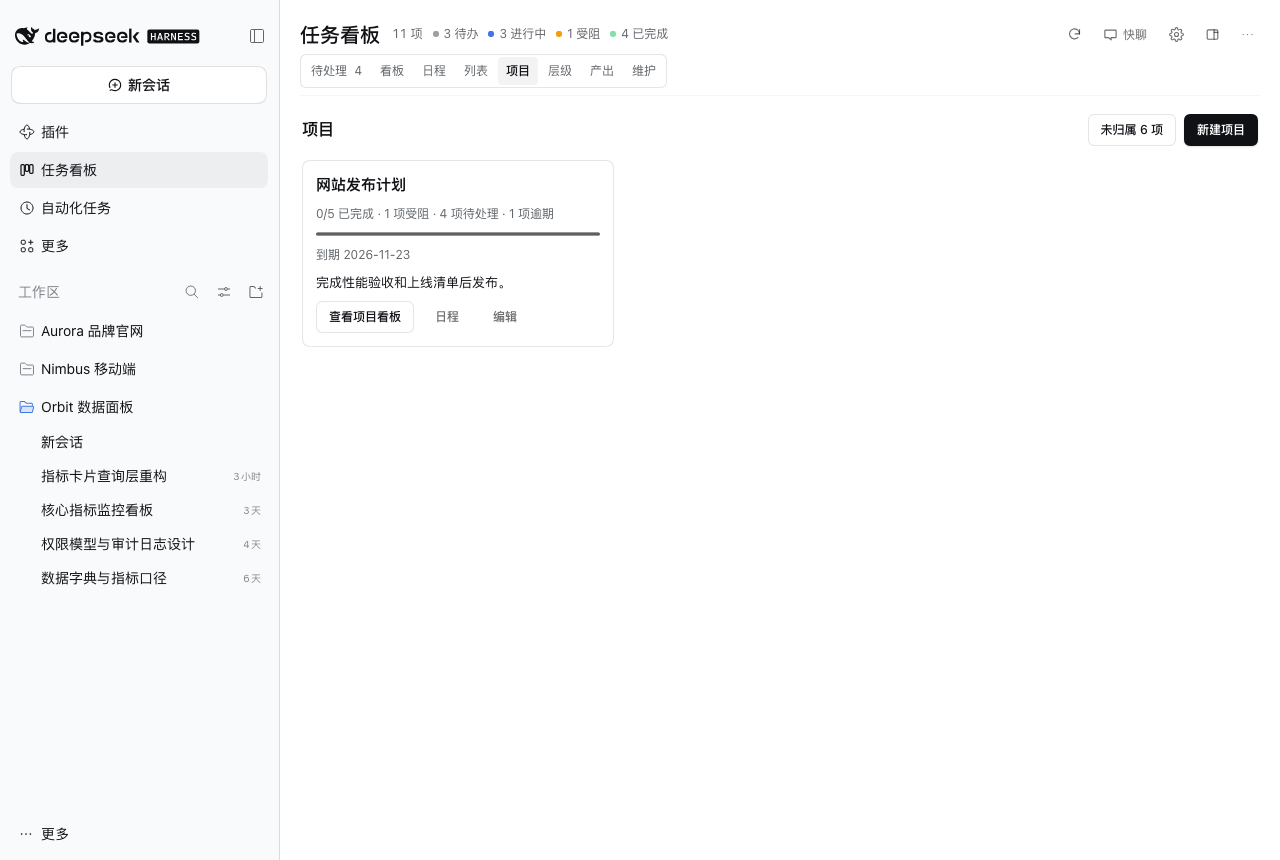 deepseek HARNESS
新会话
插件
任务看板
自动化任务
更多
工作区
Aurora 品牌官网
Nimbus 移动端
Orbit 数据面板
新会话
指标卡片查询层重构 3 小时
核心指标监控看板 3 天
权限模型与审计日志设计 4 天
数据字典与指标口径 6 天
更多
任务看板 11 项 3 待办 3 进行中 1 受阻 4 已完成
快聊
待处理 4 看板 日程 列表 项目 层级 产出 维护
项目
未归属 6 项
新建项目
网站发布计划
0/5 已完成 · 1 项受阻 · 4 项待处理 · 1 项逾期
到期 2026-11-23
完成性能验收和上线清单后发布。
查看项目看板 日程 编辑